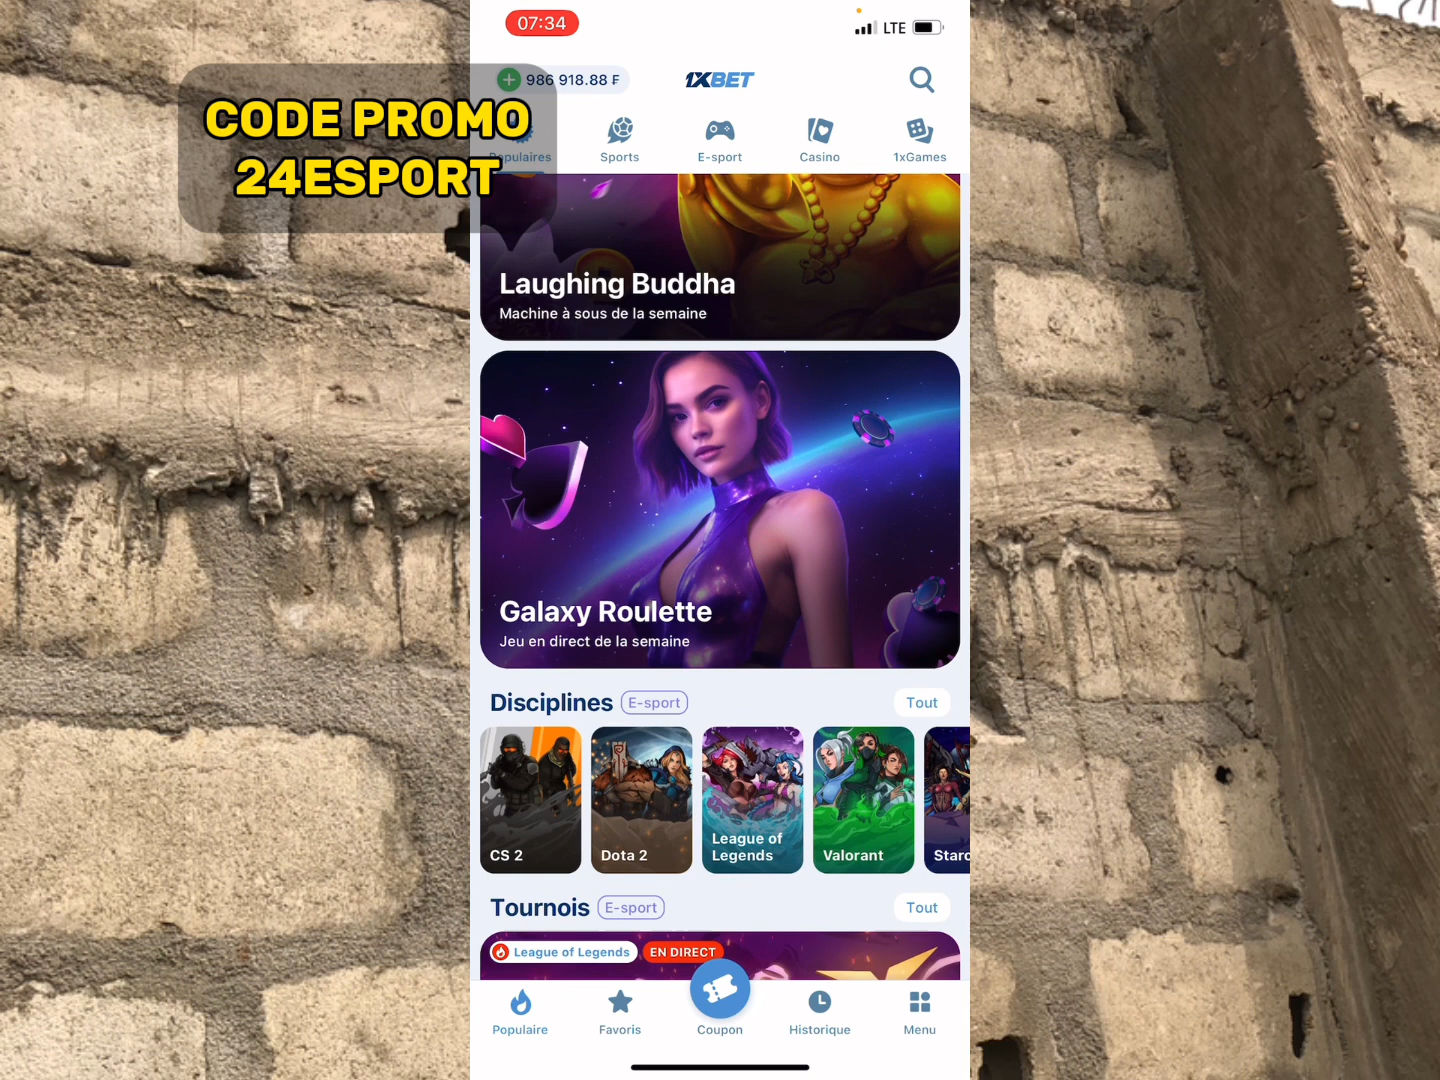 07:34
LTE
986 918.88 ₣
1XBET
CODE PROMO
24ESPORT
Populaires
Sports
E-sport
Casino
1xGames
Laughing Buddha
Machine à sous de la semaine
Galaxy Roulette
Jeu en direct de la semaine
Disciplines
E-sport
Tout
CS 2
Dota 2
League of
Legends
Valorant
Starc
Tournois
E-sport
Tout
League of Legends
EN DIRECT
Populaire
Favoris
Coupon
Historique
Menu